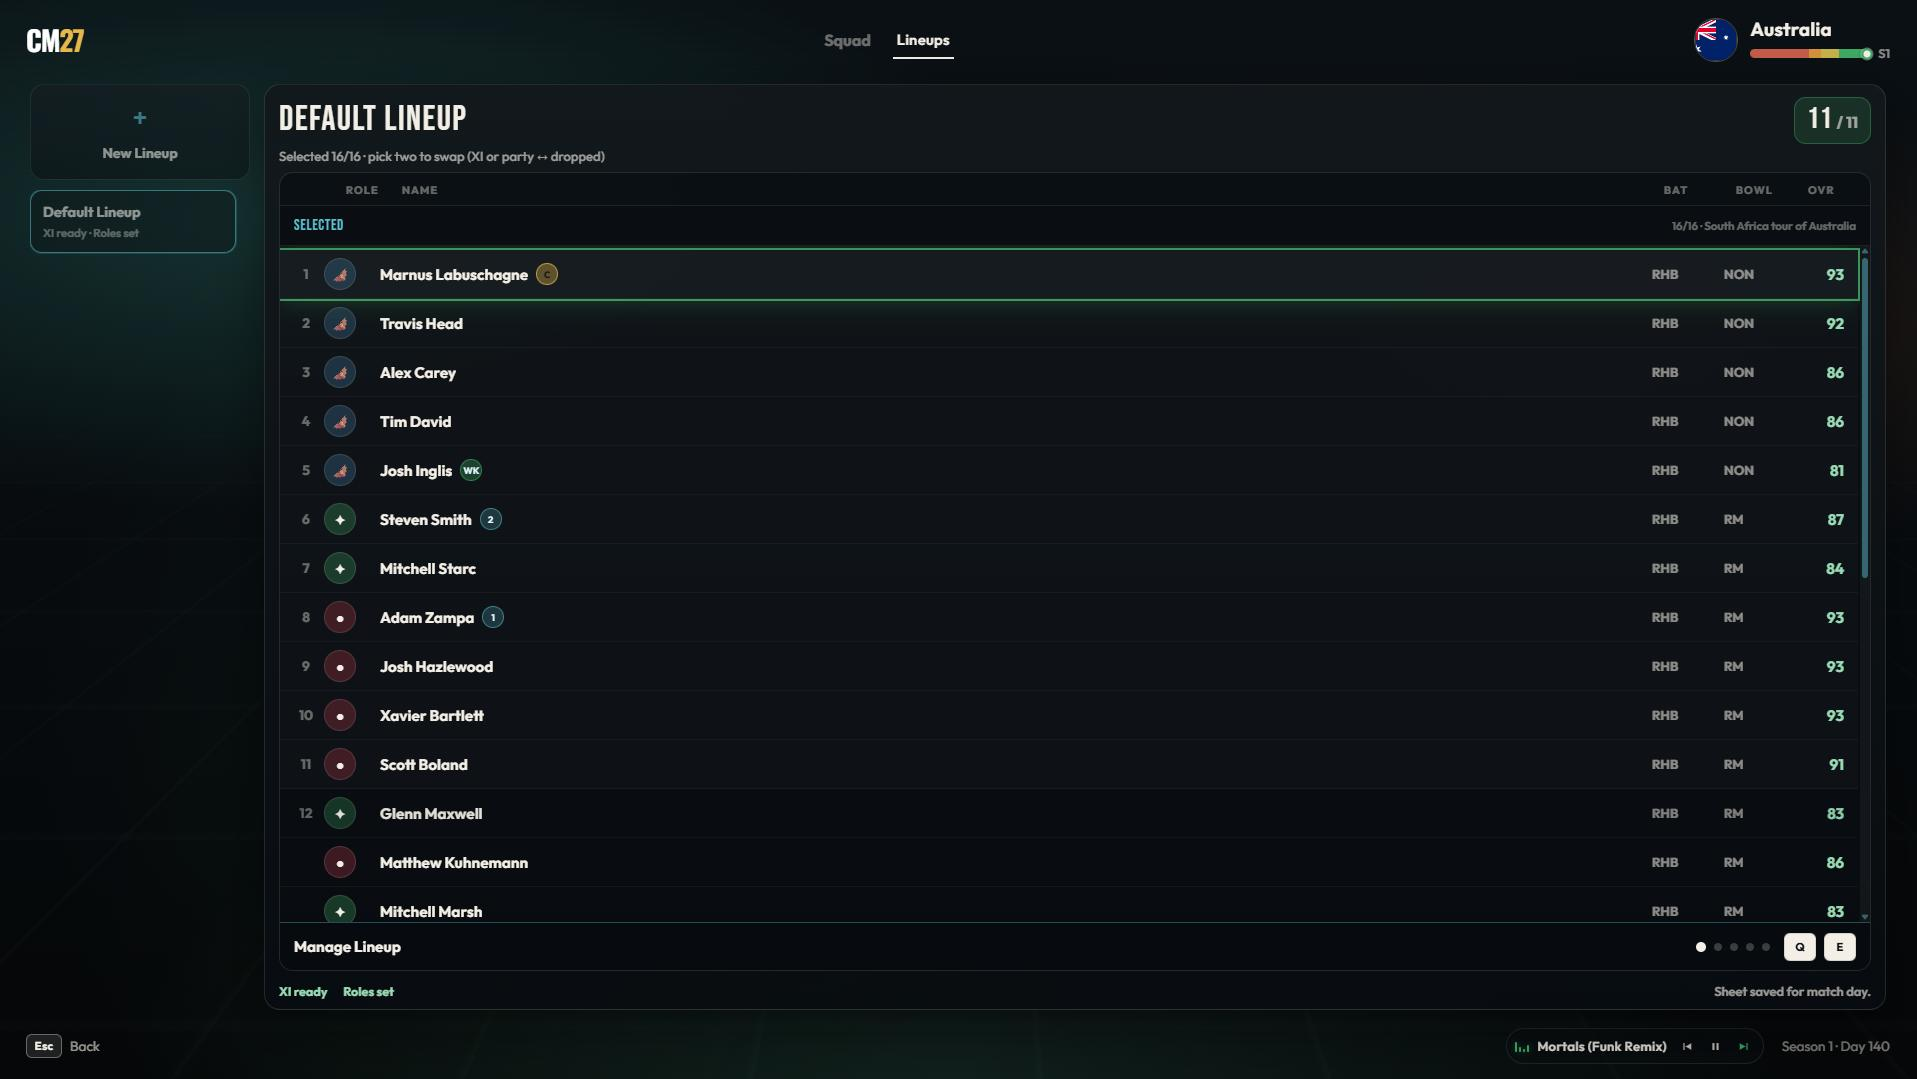 CM27
Squad
Lineups
Australia
S1
+
New Lineup
Default Lineup
XI ready · Roles set
DEFAULT LINEUP
11 / 11
Selected 16/16 · pick two to swap (XI or party ↔ dropped)
ROLE NAME BAT BOWL OVR
SELECTED 16/16 · South Africa tour of Australia
1 Marnus Labuschagne C RHB NON 93
2 Travis Head RHB NON 92
3 Alex Carey RHB NON 86
4 Tim David RHB NON 86
5 Josh Inglis WK RHB NON 81
6 Steven Smith 2 RHB RM 87
7 Mitchell Starc RHB RM 84
8 Adam Zampa 1 RHB RM 93
9 Josh Hazlewood RHB RM 93
10 Xavier Bartlett RHB RM 93
11 Scott Boland RHB RM 91
12 Glenn Maxwell RHB RM 83
Matthew Kuhnemann RHB RM 86
Mitchell Marsh RHB RM 83
Manage Lineup Q E
XI ready Roles set Sheet saved for match day.
Esc Back
Mortals (Funk Remix)
Season 1 · Day 140